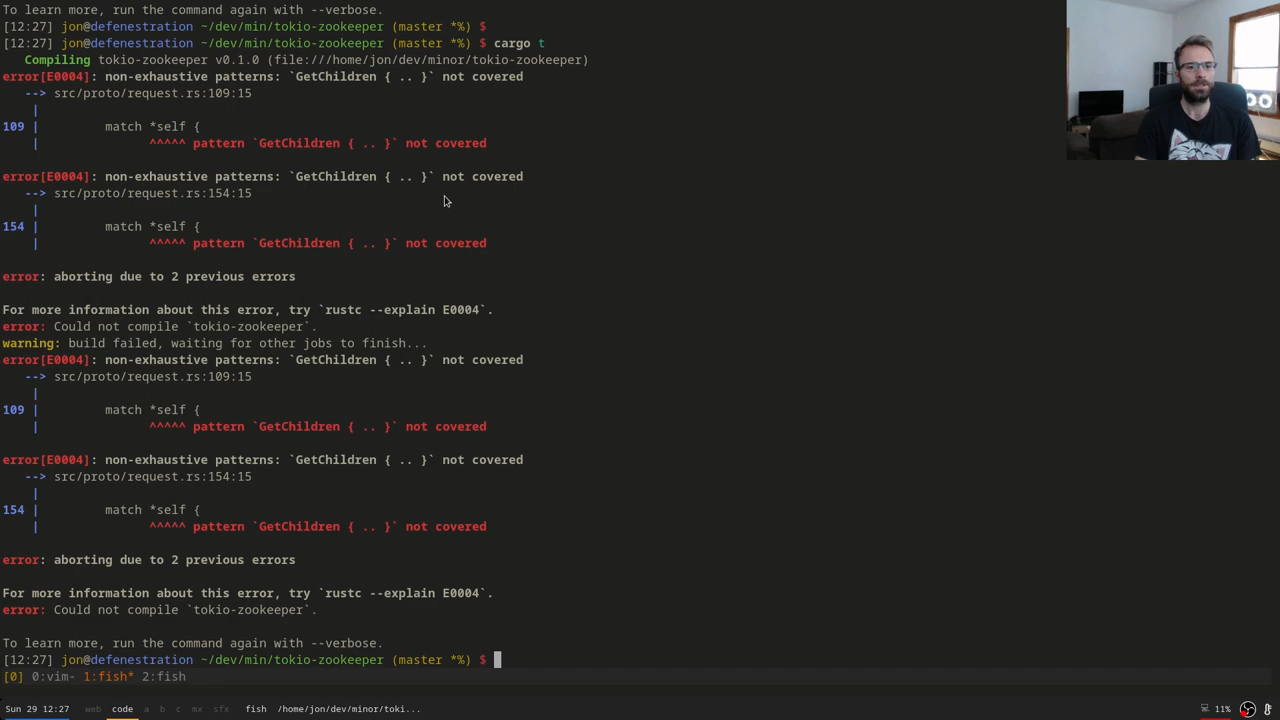 To learn more, run the command again with --verbose.
[12:27] jon@defenestration ~/dev/min/tokio-zookeeper (master *%) $
[12:27] jon@defenestration ~/dev/min/tokio-zookeeper (master *%) $ cargo t
   Compiling tokio-zookeeper v0.1.0 (file:///home/jon/dev/minor/tokio-zookeeper)
error[E0004]: non-exhaustive patterns: `GetChildren { .. }` not covered
   --> src/proto/request.rs:109:15
    |
109 |         match *self {
    |               ^^^^^ pattern `GetChildren { .. }` not covered

error[E0004]: non-exhaustive patterns: `GetChildren { .. }` not covered
   --> src/proto/request.rs:154:15
    |
154 |         match *self {
    |               ^^^^^ pattern `GetChildren { .. }` not covered

error: aborting due to 2 previous errors

For more information about this error, try `rustc --explain E0004`.
error: Could not compile `tokio-zookeeper`.
warning: build failed, waiting for other jobs to finish...
error[E0004]: non-exhaustive patterns: `GetChildren { .. }` not covered
   --> src/proto/request.rs:109:15
    |
109 |         match *self {
    |               ^^^^^ pattern `GetChildren { .. }` not covered

error[E0004]: non-exhaustive patterns: `GetChildren { .. }` not covered
   --> src/proto/request.rs:154:15
    |
154 |         match *self {
    |               ^^^^^ pattern `GetChildren { .. }` not covered

error: aborting due to 2 previous errors

For more information about this error, try `rustc --explain E0004`.
error: Could not compile `tokio-zookeeper`.

To learn more, run the command again with --verbose.
[12:27] jon@defenestration ~/dev/min/tokio-zookeeper (master *%) $
[0] 0:vim- 1:fish* 2:fish
Sun 29 12:27 web code a b c mx sfx fish /home/jon/dev/minor/toki... 11%